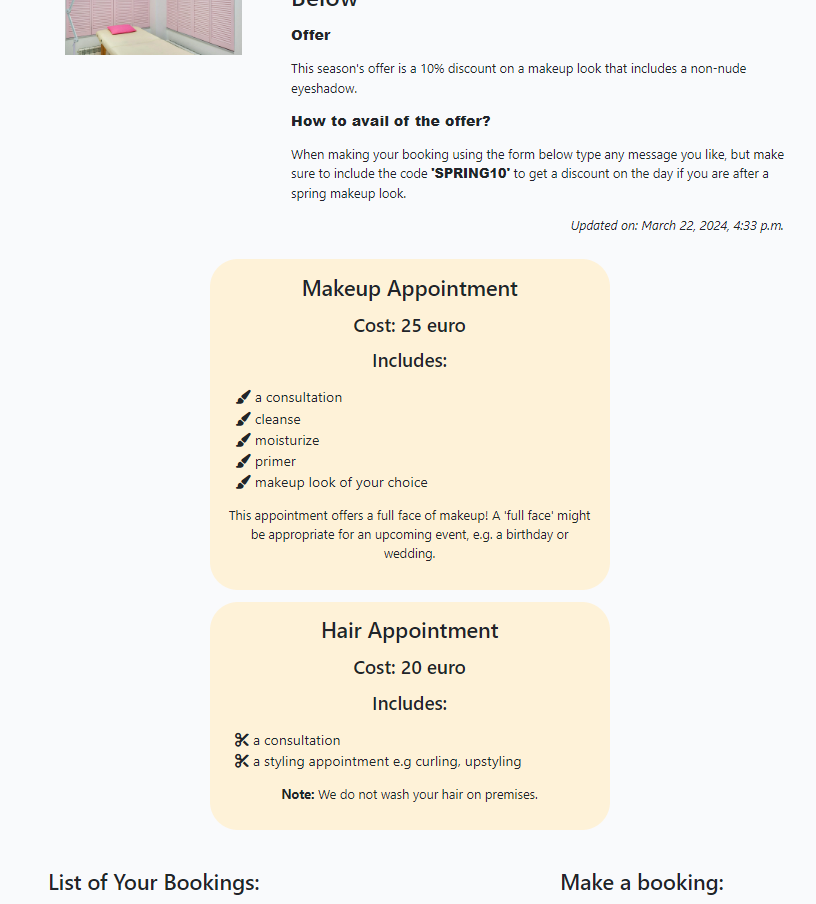 Below
Offer
This season's offer is a 10% discount on a makeup look that includes a non-nude
eyeshadow.
How to avail of the offer?
When making your booking using the form below type any message you like, but make
sure to include the code 'SPRING10' to get a discount on the day if you are after a
spring makeup look.
Updated on: March 22, 2024, 4:33 p.m.
Makeup Appointment
Cost: 25 euro
Includes:
a consultation
cleanse
moisturize
primer
makeup look of your choice
This appointment offers a full face of makeup! A 'full face' might
be appropriate for an upcoming event, e.g. a birthday or
wedding.
Hair Appointment
Cost: 20 euro
Includes:
a consultation
a styling appointment e.g curling, upstyling
Note: We do not wash your hair on premises.
List of Your Bookings:
Make a booking: